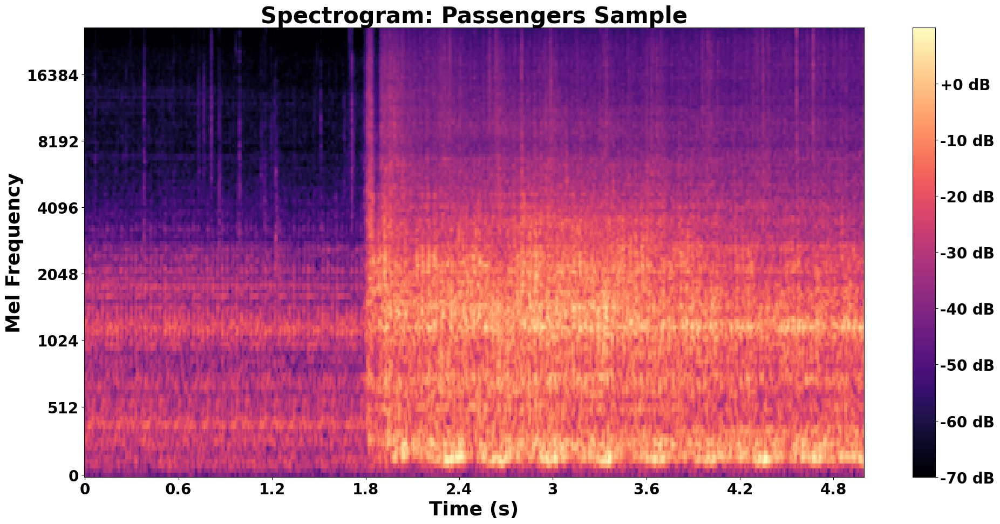 Spectrogram: Passengers Sample
Mel Frequency
16384
8192
4096
2048
1024
512
0
0 0.6 1.2 1.8 2.4 3 3.6 4.2 4.8
Time (s)
+0 dB
-10 dB
-20 dB
-30 dB
-40 dB
-50 dB
-60 dB
-70 dB